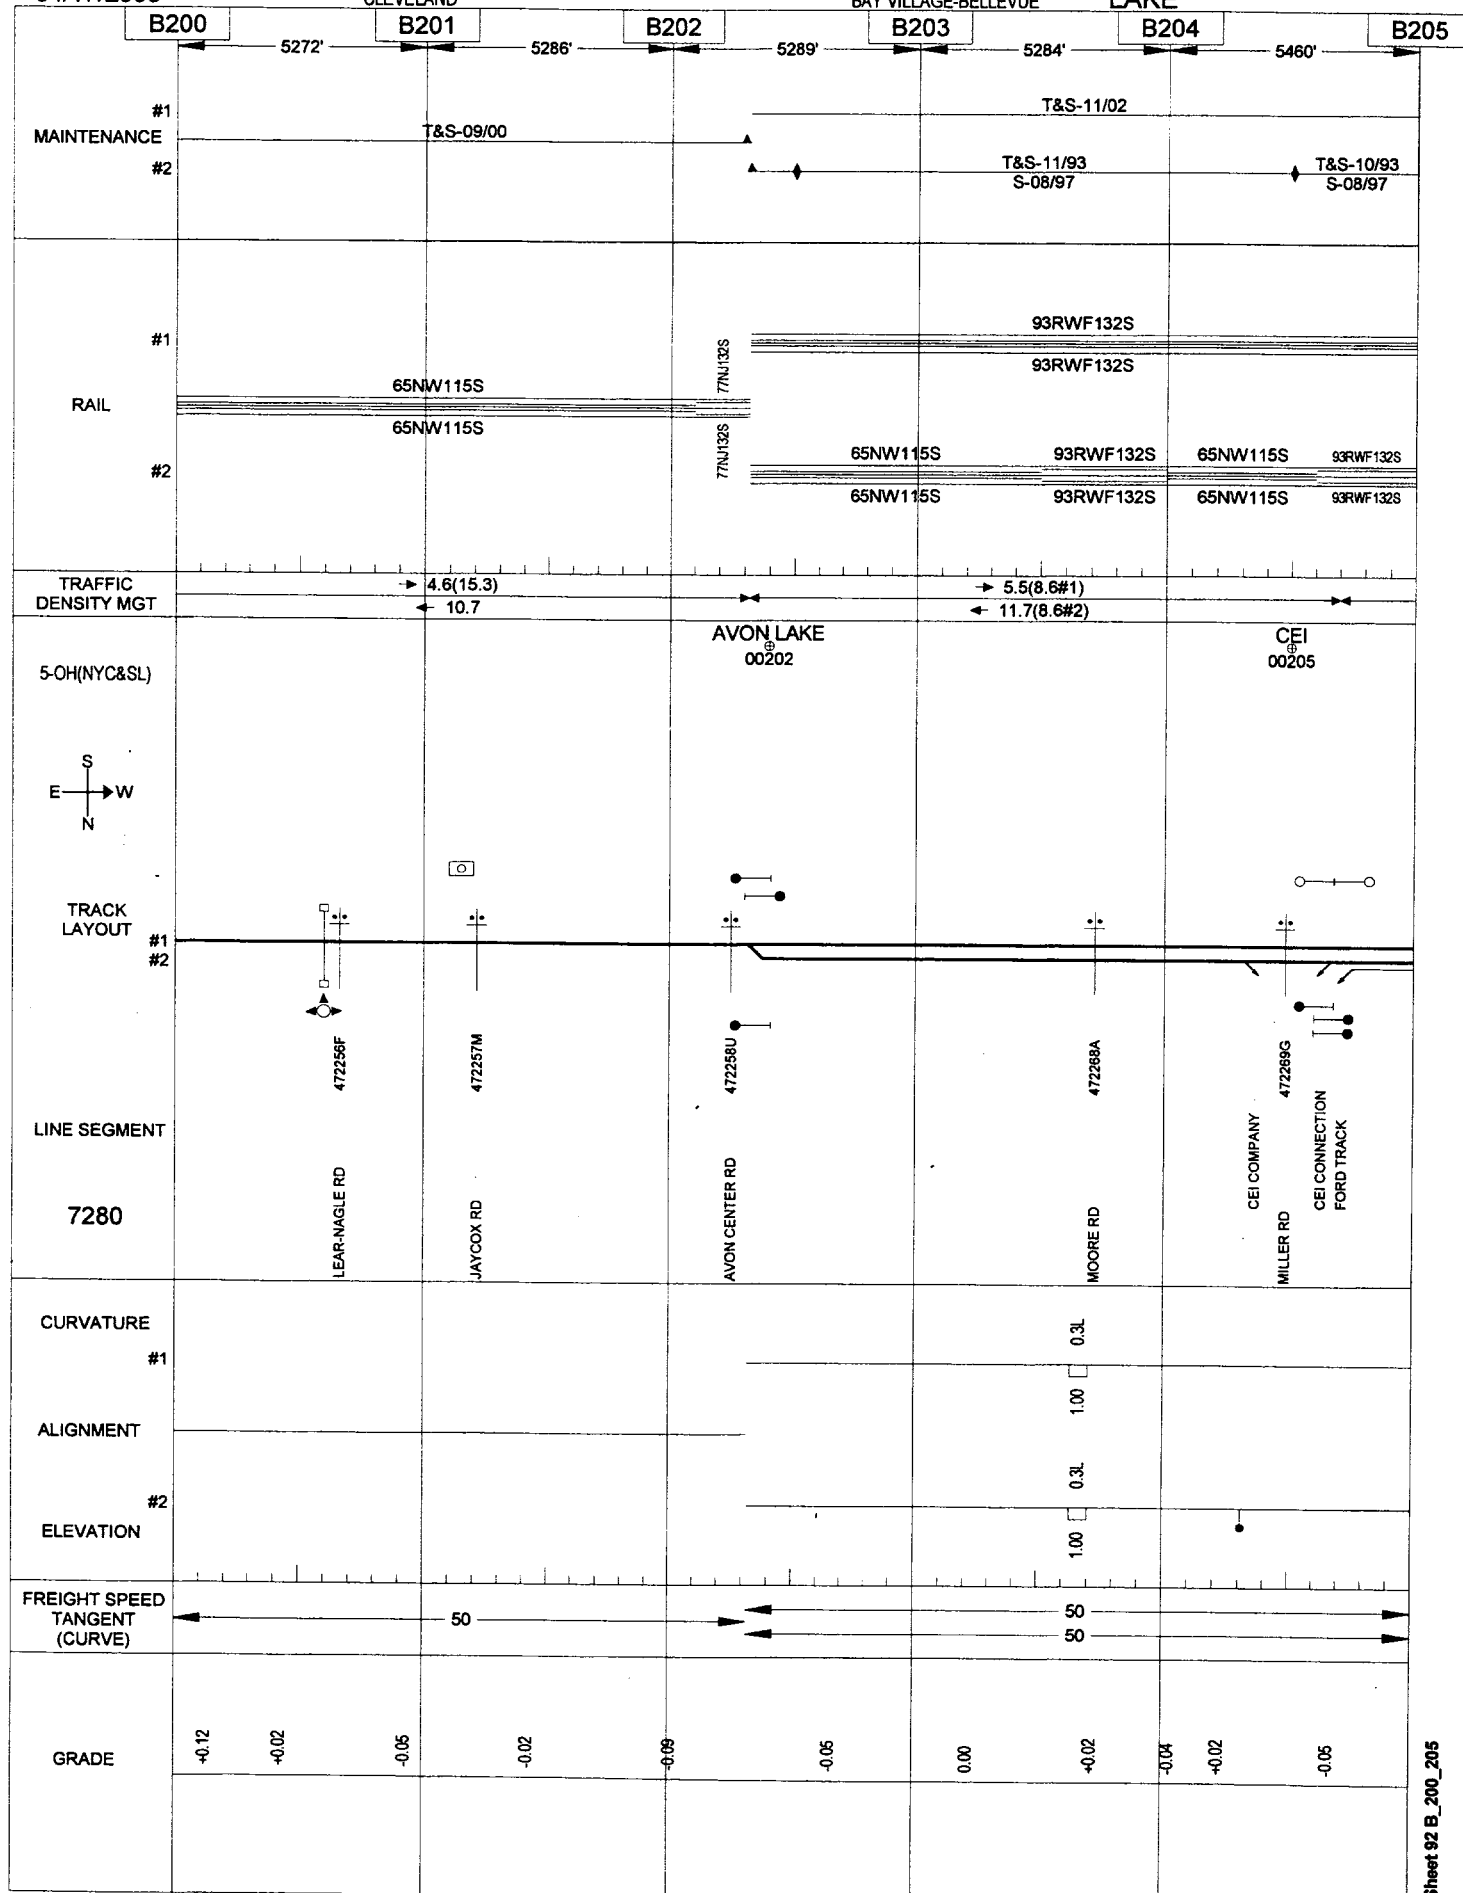 CLEVELAND
BAY VILLAGE-BELLEVUE
LAKE
B200 B201 B202 B203 B204 B205
5272' 5286' 5289' 5284' 5460'
#1
T&S-11/02
MAINTENANCE
T&S-09/00
#2
T&S-11/93
S-08/97
T&S-10/93
S-08/97
#1
93RWF132S
93RWF132S
77NJ132S
RAIL
65NW115S
65NW115S
77NJ132S
#2
65NW115S 93RWF132S 65NW115S 93RWF132S
65NW115S 93RWF132S 65NW115S 93RWF132S
TRAFFIC
DENSITY MGT
4.6(15.3)
10.7
5.5(8.6#1)
11.7(8.6#2)
5-OH(NYC&SL)
AVON LAKE
00202
CEI
00205
S
E W
N
TRACK
LAYOUT
#1
#2
472256F
472257M
472258U
472268A
472269G
LINE SEGMENT
7280
LEAR-NAGLE RD
JAYCOX RD
AVON CENTER RD
MOORE RD
CEI COMPANY
MILLER RD
CEI CONNECTION
FORD TRACK
CURVATURE
#1
0.3L
1.00
ALIGNMENT
#2
0.3L
1.00
ELEVATION
FREIGHT SPEED
TANGENT
(CURVE)
50
50
50
GRADE
+0.12 +0.02 -0.05 -0.02 -0.09 -0.05 0.00 +0.02 -0.04 +0.02 -0.05
Sheet 92 B_200_205